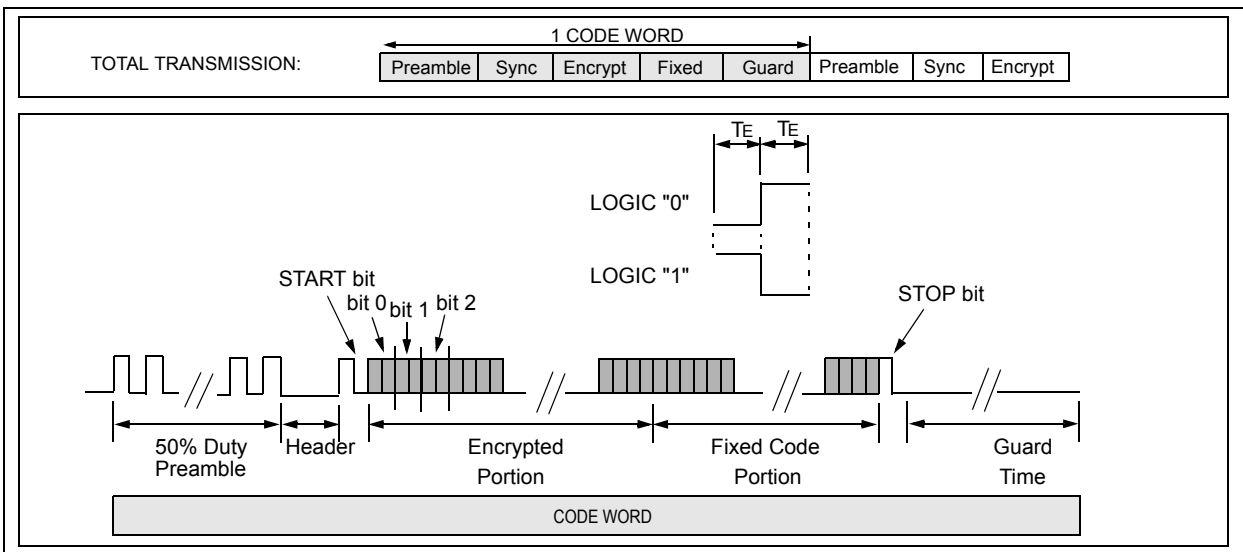 1 CODE WORD
TOTAL TRANSMISSION:
Preamble Sync Encrypt Fixed Guard Preamble Sync Encrypt
TE TE
LOGIC "0"
LOGIC "1"
START bit
bit 0 bit 1 bit 2
STOP bit
50% Duty
Preamble
Header
Encrypted
Portion
Fixed Code
Portion
Guard
Time
CODE WORD